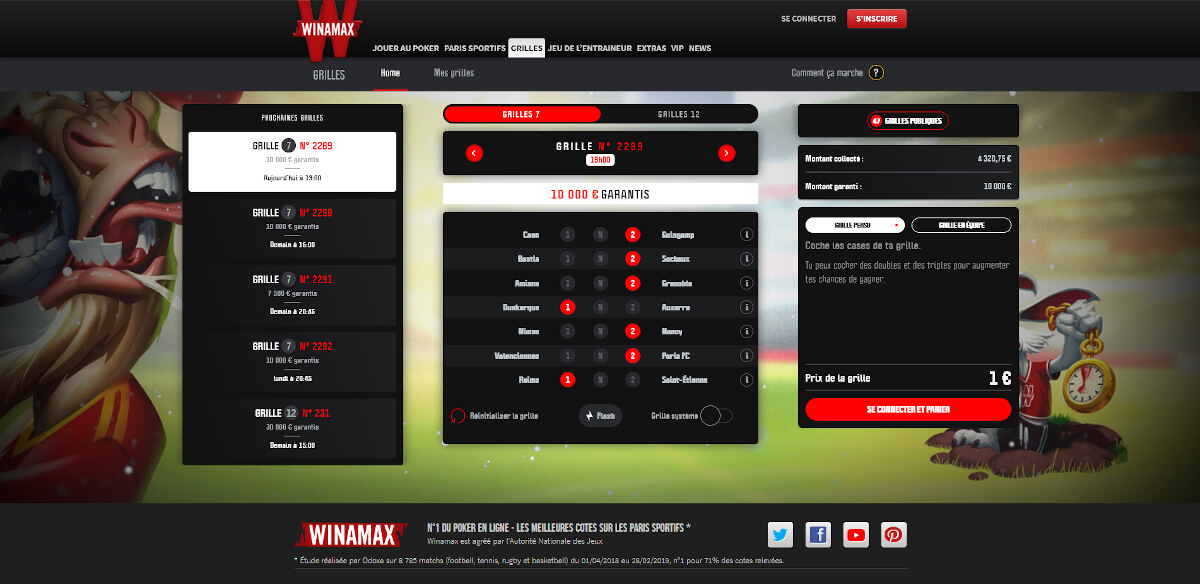 WINAMAX
SE CONNECTER
S'INSCRIRE
JOUER AU POKER PARIS SPORTIFS GRILLES JEU DE L'ENTRAINEUR EXTRAS VIP NEWS
GRILLES
Home
Mes grilles
Comment ça marche ?
PROCHAINES GRILLES
GRILLE 7 N° 2289
10 000 € garantis
Aujourd'hui à 19:00
GRILLE 7 N° 2290
10 000 € garantis
Demain à 16:00
GRILLE 7 N° 2291
7 500 € garantis
Demain à 20:45
GRILLE 7 N° 2292
10 000 € garantis
lundi à 20:45
GRILLE 12 N° 231
30 000 € garantis
Demain à 15:00
GRILLES 7
GRILLES 12
GRILLE N° 2289
19h00
10 000 € GARANTIS
Caen 1 N 2 Guingamp i
Bastia 1 N 2 Sochaux i
Amiens 1 N 2 Grenoble i
Dunkerque 1 N 2 Auxerre i
Nîmes 1 N 2 Nancy i
Valenciennes 1 N 2 Paris FC i
Reims 1 N 2 Saint-Étienne i
Réinitialiser la grille
Flash
Grille système
47 GRILLES PUBLIQUES
Montant collecté : 4 320,75 €
Montant garanti : 10 000 €
GRILLE PERSO
GRILLE EN ÉQUIPE
Coche les cases de ta grille.
Tu peux cocher des doubles et des triples pour augmenter
tes chances de gagner.
Prix de la grille 1 €
SE CONNECTER ET PARIER
WINAMAX
N°1 DU POKER EN LIGNE - LES MEILLEURES COTES SUR LES PARIS SPORTIFS *
Winamax est agréé par l'Autorité Nationale des Jeux
* Étude réalisée par Odoxa sur 8 785 matchs (football, tennis, rugby et basketball) du 01/04/2018 au 28/02/2019, n°1 pour 71% des cotes relevées.